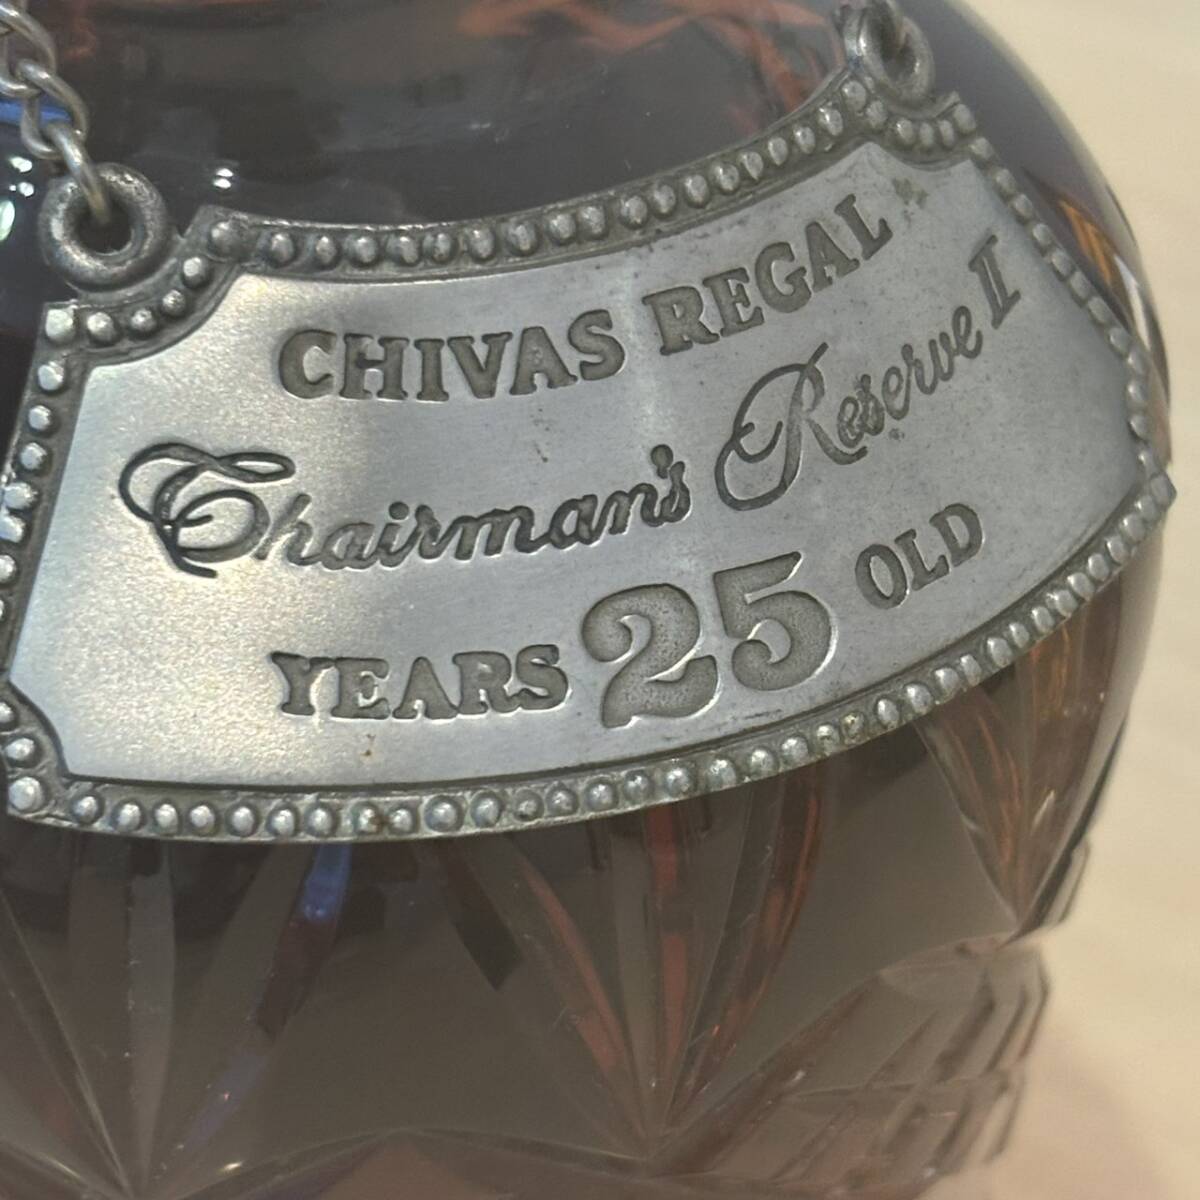 CHIVAS REGAL
Chairman's Reserve II
YEARS 25 OLD